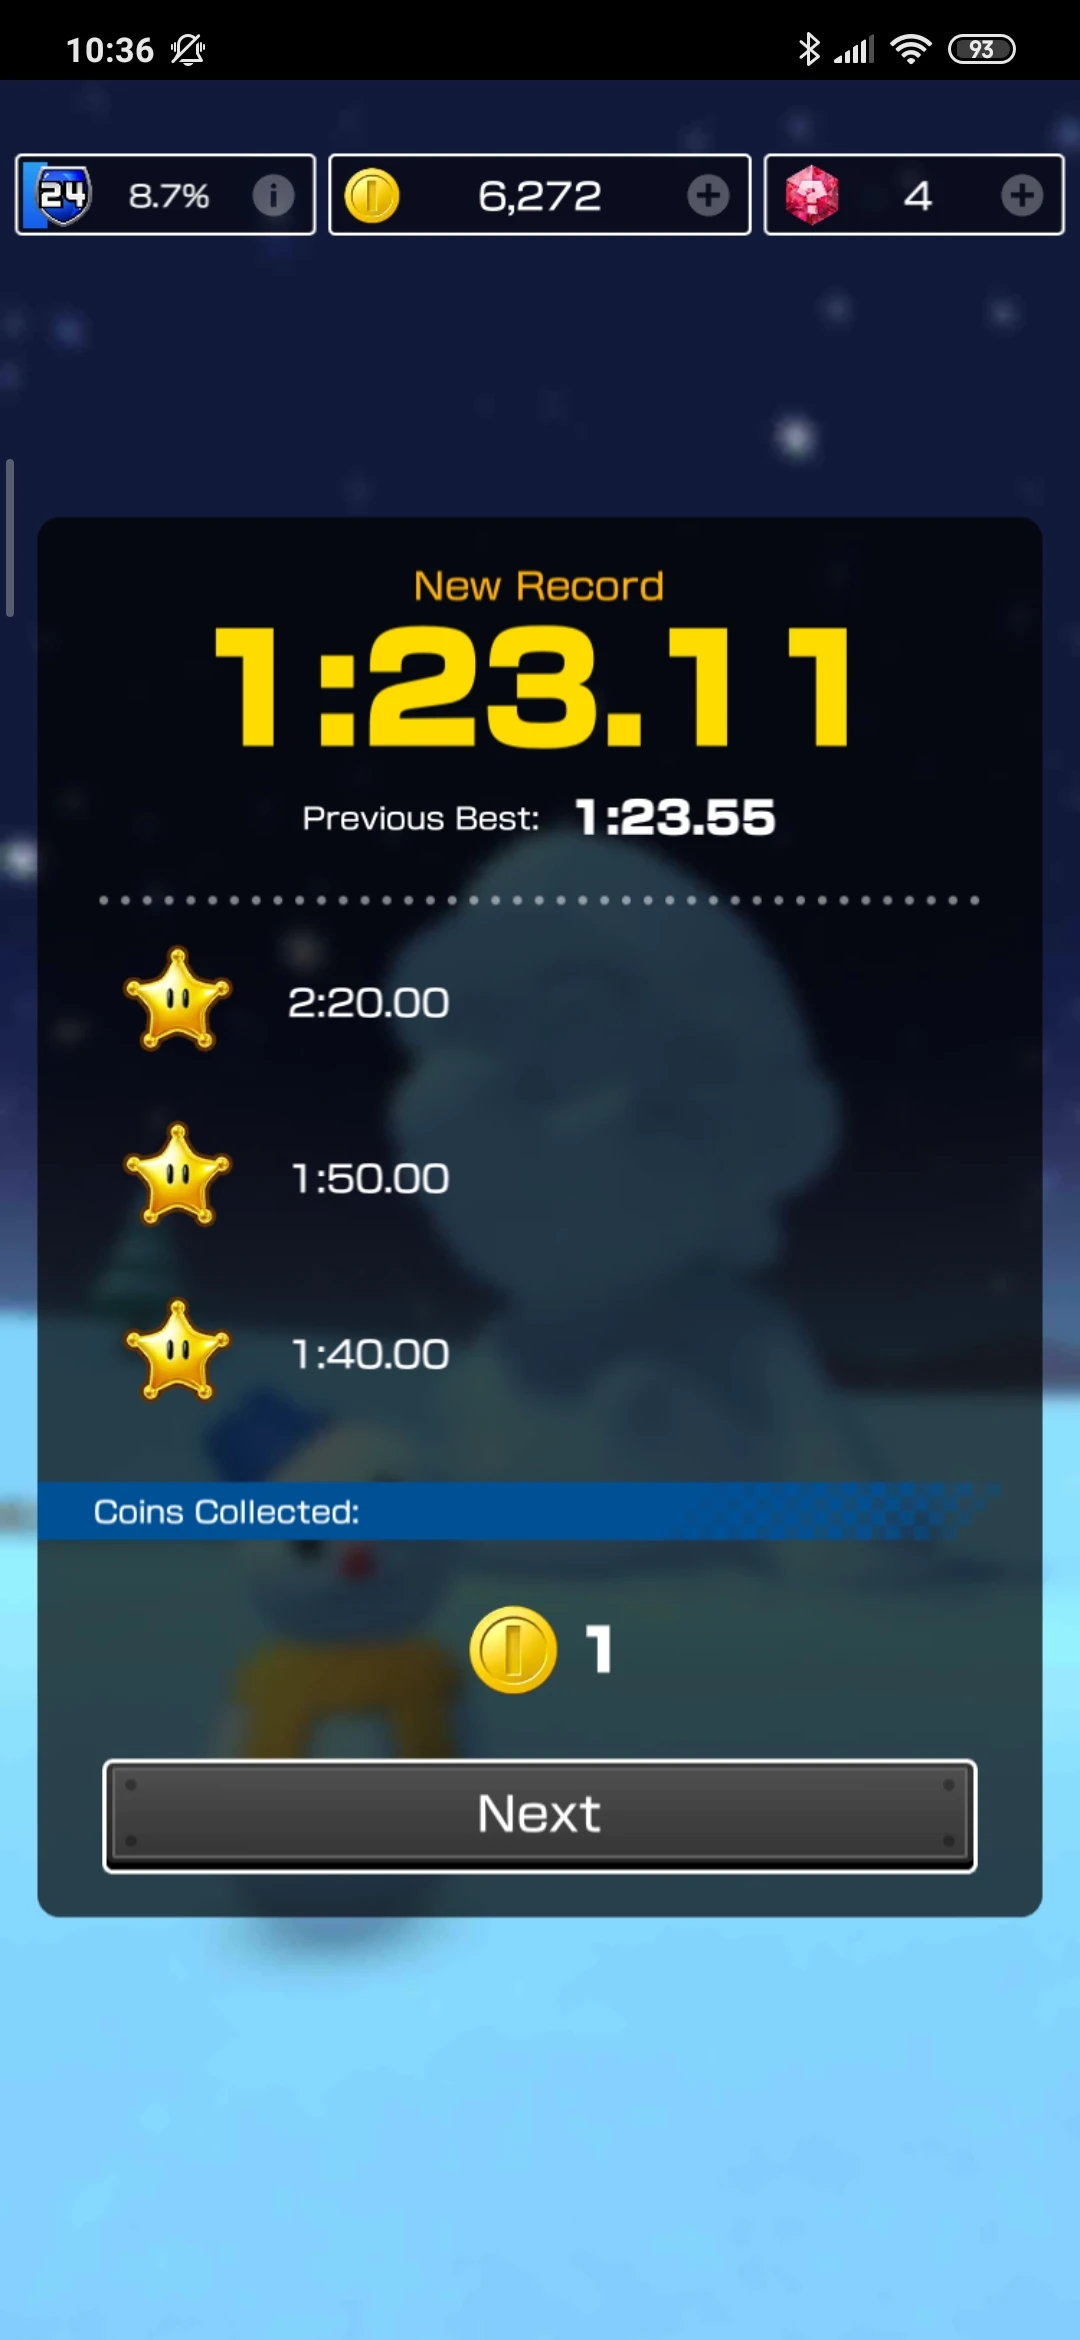 10:36 93
24 8.7% i 6,272 + ? 4 +
New Record
1:23.11
Previous Best: 1:23.55
2:20.00
1:50.00
1:40.00
Coins Collected:
1
Next